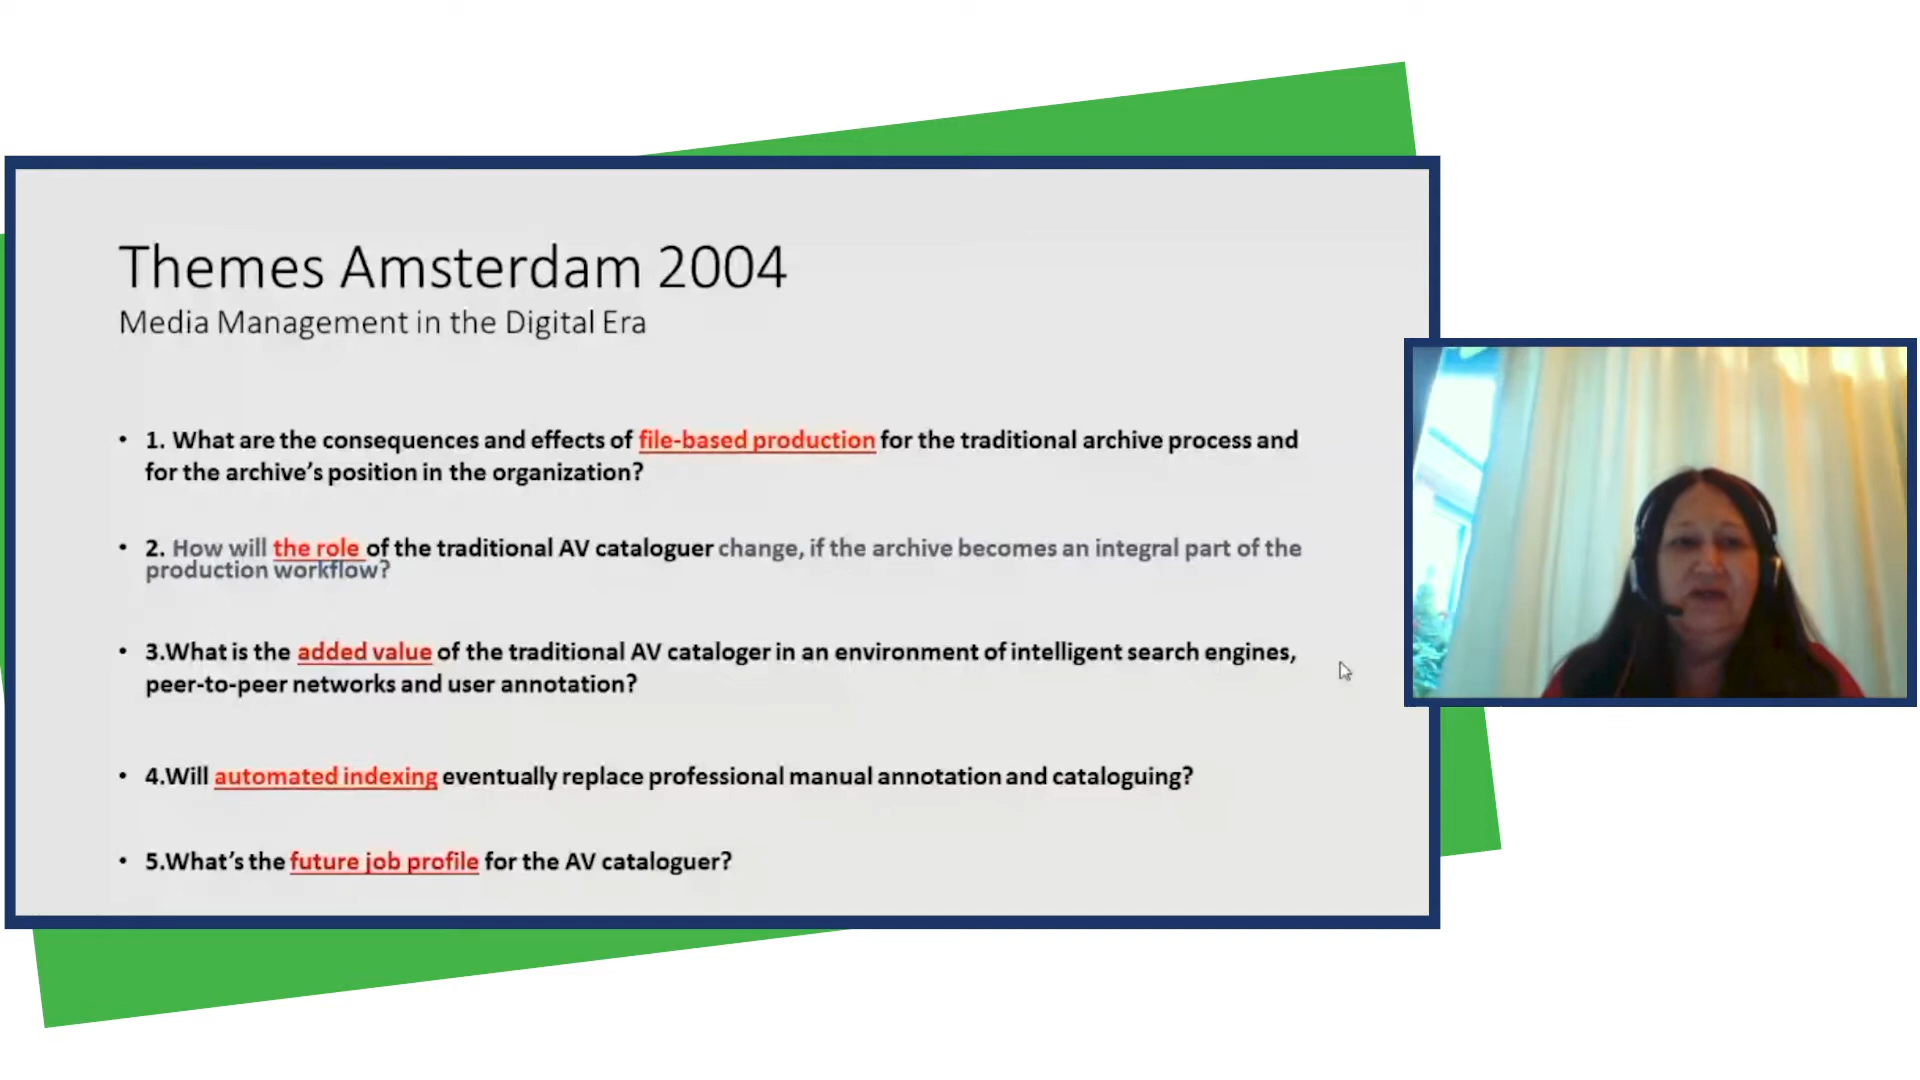 Themes Amsterdam 2004
Media Management in the Digital Era
• 1. What are the consequences and effects of file-based production for the traditional archive process and
for the archive's position in the organization?
• 2. How will the role of the traditional AV cataloguer change, if the archive becomes an integral part of the
production workflow?
• 3.What is the added value of the traditional AV cataloger in an environment of intelligent search engines,
peer-to-peer networks and user annotation?
• 4.Will automated indexing eventually replace professional manual annotation and cataloguing?
• 5.What's the future job profile for the AV cataloguer?